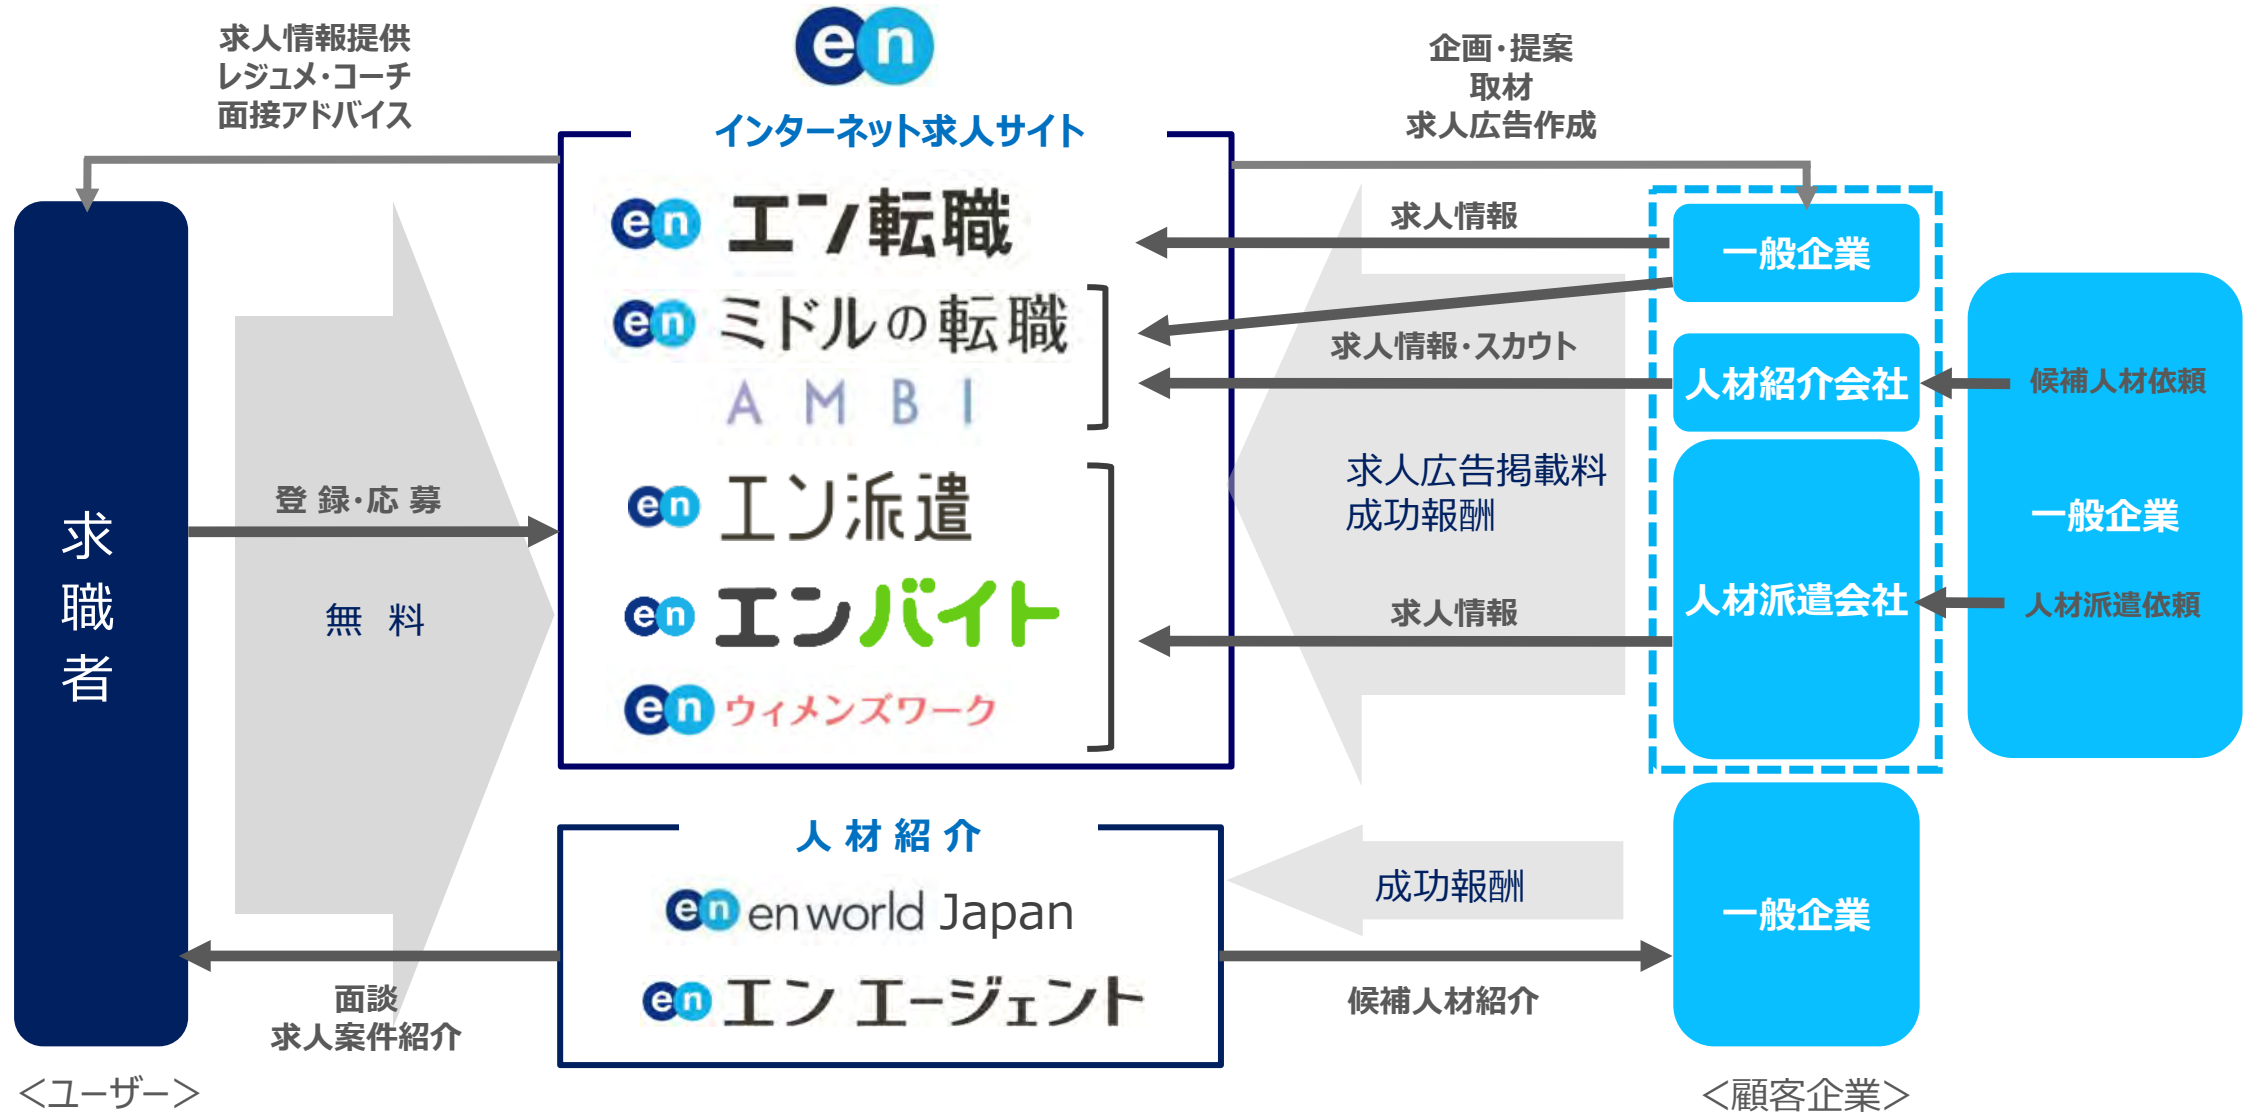 求人情報提供
レジュメ・コーチ
面接アドバイス
en
インターネット求人サイト
企画・提案
取材
求人広告作成
en エン転職
en ミドルの転職
AMBI
en エン派遣
en エンバイト
en ウィメンズワーク
求職者
登録・応募
無料
求人情報
求人情報・スカウト
求人広告掲載料
成功報酬
求人情報
一般企業
人材紹介会社
人材派遣会社
候補人材依頼
一般企業
人材派遣依頼
人材紹介
en en world Japan
en エン エージェント
面談
求人案件紹介
成功報酬
候補人材紹介
一般企業
＜ユーザー＞
＜顧客企業＞